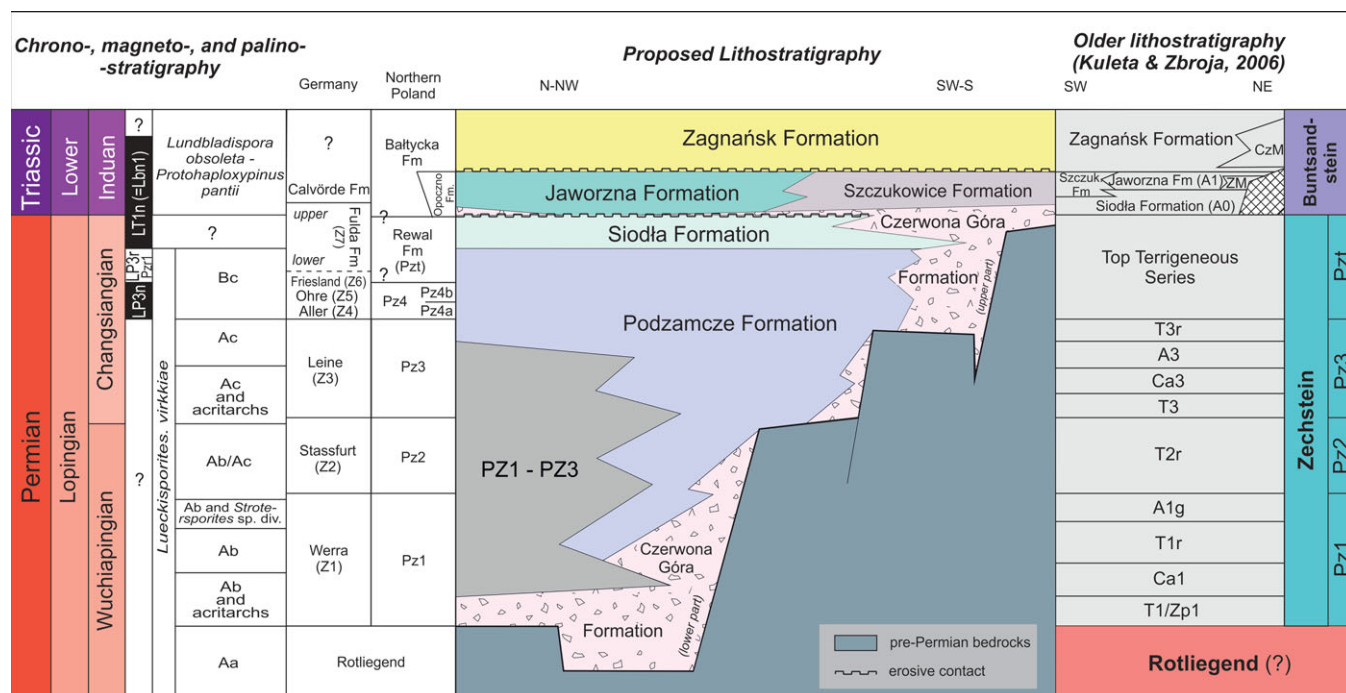 Chrono-, magneto-, and palino-
-stratigraphy
Proposed Lithostratigraphy
Older lithostratigraphy
(Kuleta & Zbroja, 2006)
Germany
Northern
Poland
N-NW
SW-S
SW
NE
Triassic
Lower
Induan
Permian
Lopingian
Changsiangian
Wuchiapingian
?
LT1n (=Lbn1)
LP3r
Pzr1
LP3n
?
Lueckisporites. virkiae
Lundbladispora
obsoleta -
Protohaploxypinus
pantii
?
Bc
Ac
Ac
and
acritarchs
Ab/Ac
Ab and Strote-
rsporites sp. div.
Ab
Ab
and
acritarchs
Aa
?
Calvörde Fm
upper
lower
Fulda Fm
(Z7)
Friesland (Z6)
Ohre (Z5)
Aller (Z4)
Leine
(Z3)
Stassfurt
(Z2)
Werra
(Z1)
Rotliegend
Bałtycka
Fm
Opoczno
Fm.
?
Rewal
Fm
(Pzt)
?
Pz4
Pz4b
Pz4a
Pz3
Pz2
Pz1
Zagnańsk Formation
Jaworzna Formation
Szczukowice Formation
Siodła Formation
Czerwona Góra
Formation
(upper part)
Podzamcze Formation
PZ1 - PZ3
Czerwona
Góra
Formation
(lower part)
pre-Permian bedrocks
erosive contact
Zagnańsk Formation
CzM
Szczuk
Fm
Jaworzna Fm (A1)
ZM
Siodła Formation (A0)
Top Terrigeneous
Series
T3r
A3
Ca3
T3
T2r
A1g
T1r
Ca1
T1/Zp1
Rotliegend (?)
Buntsand-
stein
Zechstein
Pzt
Pz3
Pz2
Pz1